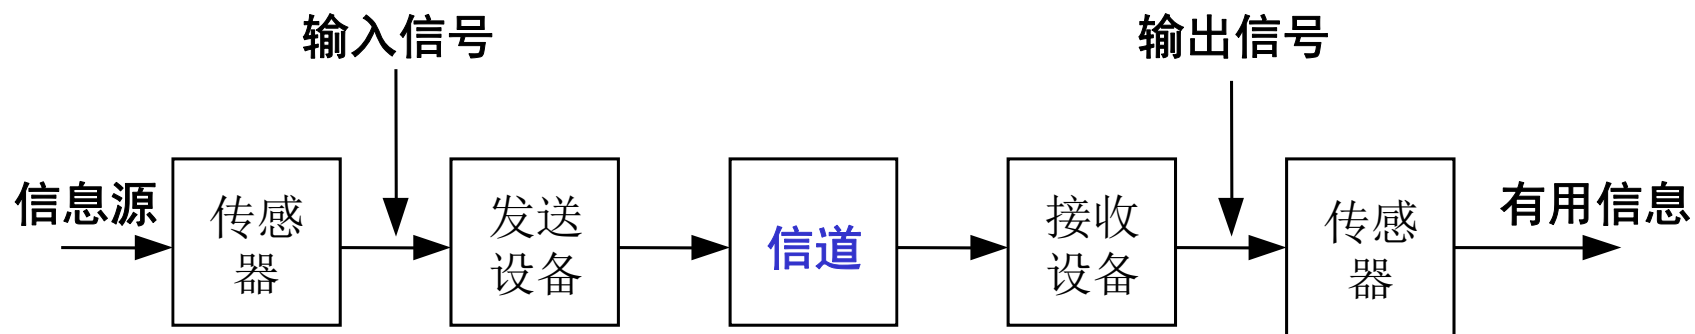 输入信号
输出信号
信息源
传感
器
发送
设备
信道
接收
设备
传感
器
有用信息